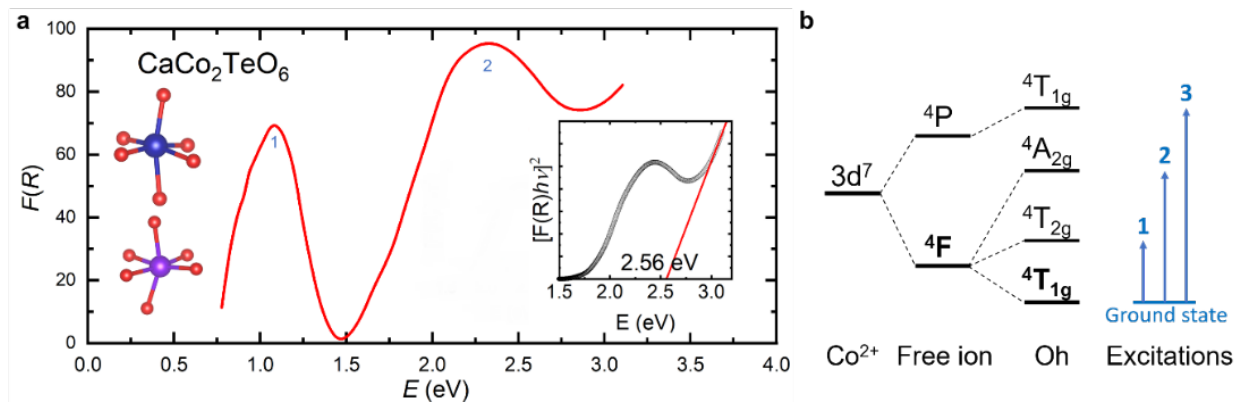 a
CaCo₂TeO₆
F(R)
100
80
60
40
20
0
0.0 0.5 1.0 1.5 2.0 2.5 3.0 3.5 4.0
E (eV)
1
2
[F(R)hν]²
2.56 eV
1.5 2.0 2.5 3.0
E (eV)
b
3d⁷
⁴P
⁴F
⁴T₁g
⁴A₂g
⁴T₂g
⁴T₁g
1
2
3
Ground state
Co²⁺ Free ion Oh Excitations